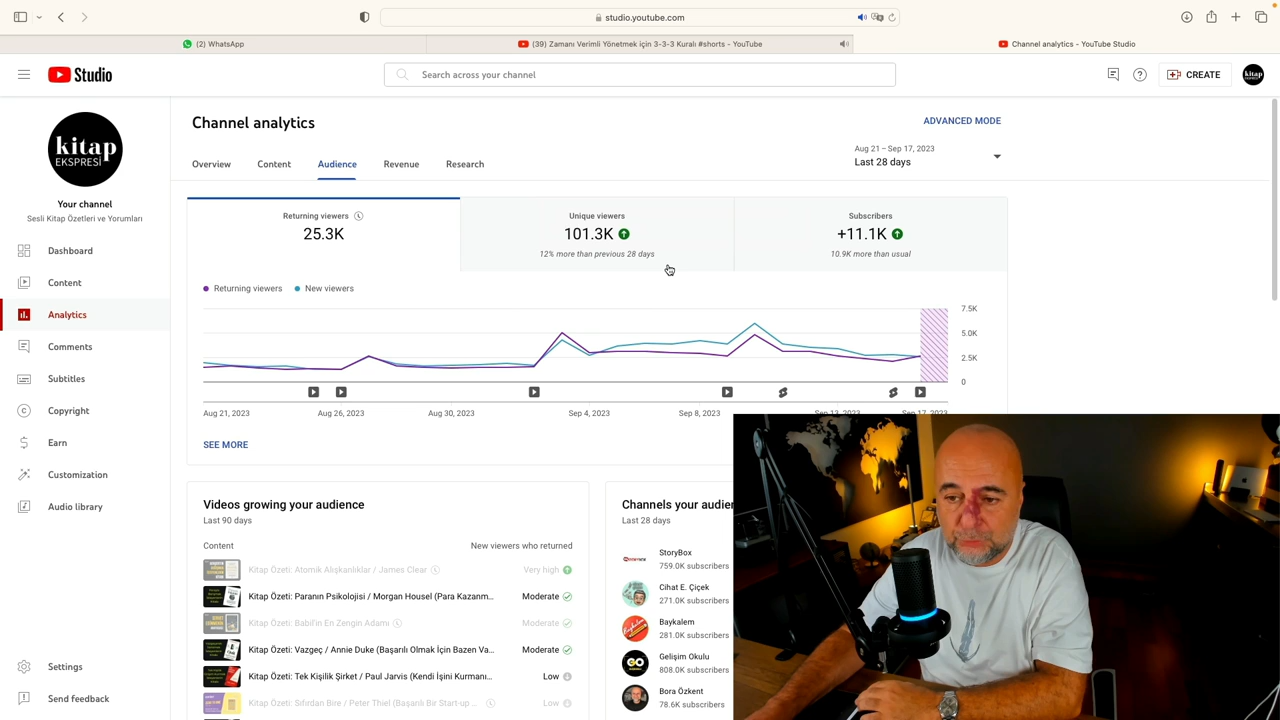 studio.youtube.com
(2) WhatsApp
(39) Zamanı Verimli Yönetmek için 3-3-3 Kuralı #shorts - YouTube
Channel analytics - YouTube Studio
Studio
Search across your channel
CREATE
kitap
kitap
EKSPRESİ
Your channel
Sesli Kitap Özetleri ve Yorumları
Dashboard
Content
Analytics
Comments
Subtitles
Copyright
Earn
Customization
Audio library
Settings
Send feedback
Channel analytics
ADVANCED MODE
Overview
Content
Audience
Revenue
Research
Aug 21 – Sep 17, 2023
Last 28 days
Returning viewers
25.3K
Unique viewers
101.3K
12% more than previous 28 days
Subscribers
+11.1K
10.9K more than usual
Returning viewers
New viewers
7.5K
5.0K
2.5K
0
Aug 21, 2023
Aug 26, 2023
Aug 30, 2023
Sep 4, 2023
Sep 8, 2023
Sep 13, 2023
Sep 17, 2023
SEE MORE
Videos growing your audience
Last 90 days
Content
New viewers who returned
Kitap Özeti: Atomik Alışkanlıklar / James Clear
Very high
Kitap Özeti: Paranın Psikolojisi / Morgan Housel (Para Kazanm...
Moderate
Kitap Özeti: Babil'in En Zengin Adamı
Moderate
Kitap Özeti: Vazgeç / Annie Duke (Başarılı Olmak İçin Bazen Va...
Moderate
Kitap Özeti: Tek Kişilik Şirket / Paul Jarvis (Kendi İşini Kurmanı...
Low
Kitap Özeti: Sıfırdan Bire / Peter Thiel (Başarılı Bir Start-up ...
Low
Channels your audien
Last 28 days
StoryBox
759.0K subscribers
Cihat E. Çiçek
271.0K subscribers
Baykalem
281.0K subscribers
Gelişim Okulu
808.0K subscribers
Bora Özkent
78.6K subscribers